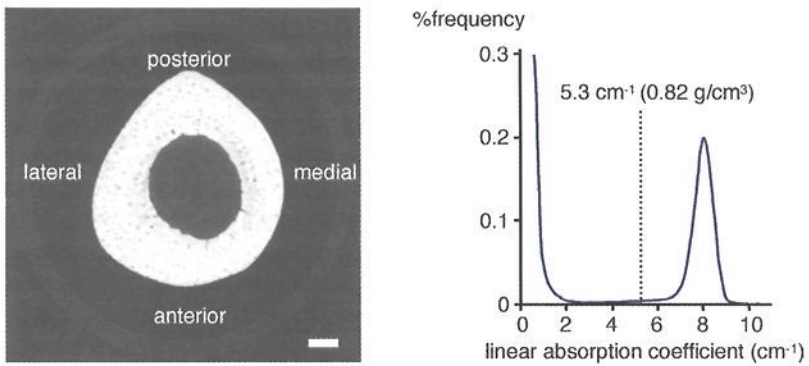 posterior
lateral
medial
anterior
%frequency
0.3
5.3 cm⁻¹ (0.82 g/cm³)
0.2
0.1
0
0 2 4 6 8 10
linear absorption coefficient (cm⁻¹)